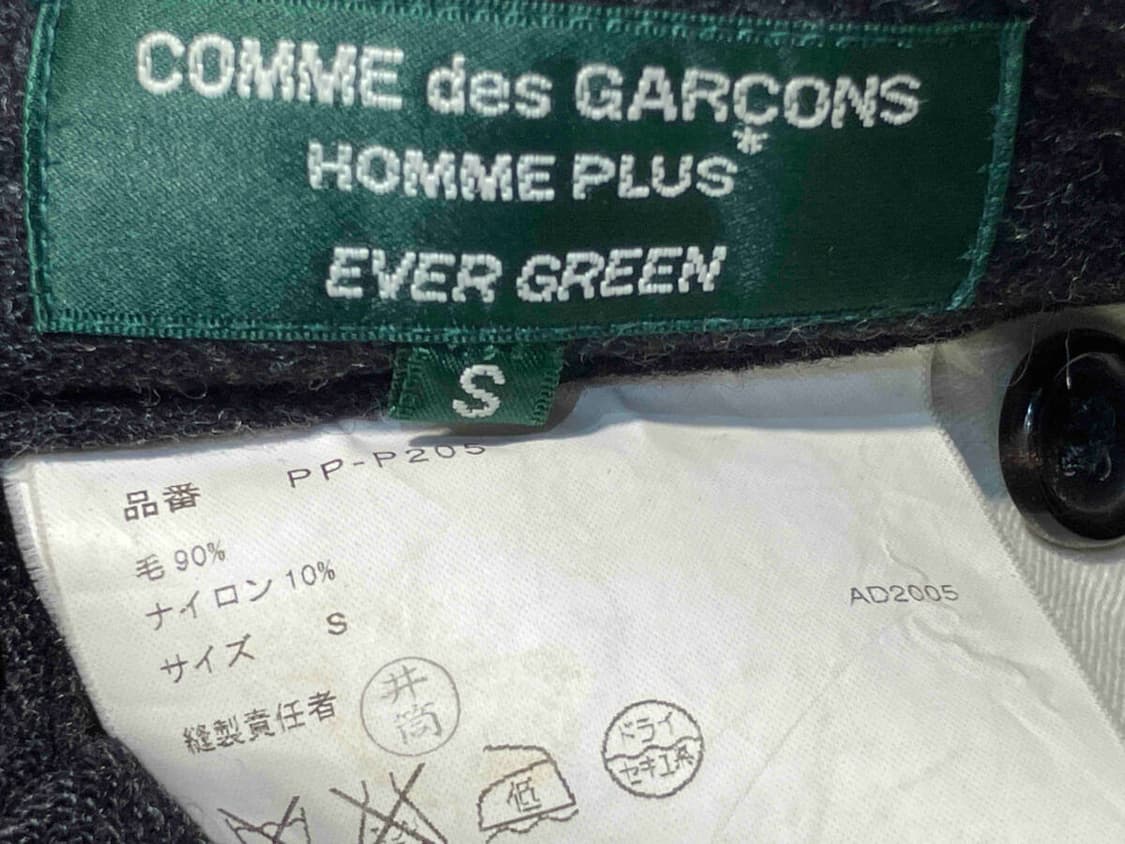 COMME des GARÇONS
HOMME PLUS*
EVER GREEN
S
品番 PP-P205
毛 90%
ナイロン 10%
サイズ S
AD2005
縫製責任者 井筒
低
ドライ
セキユ系